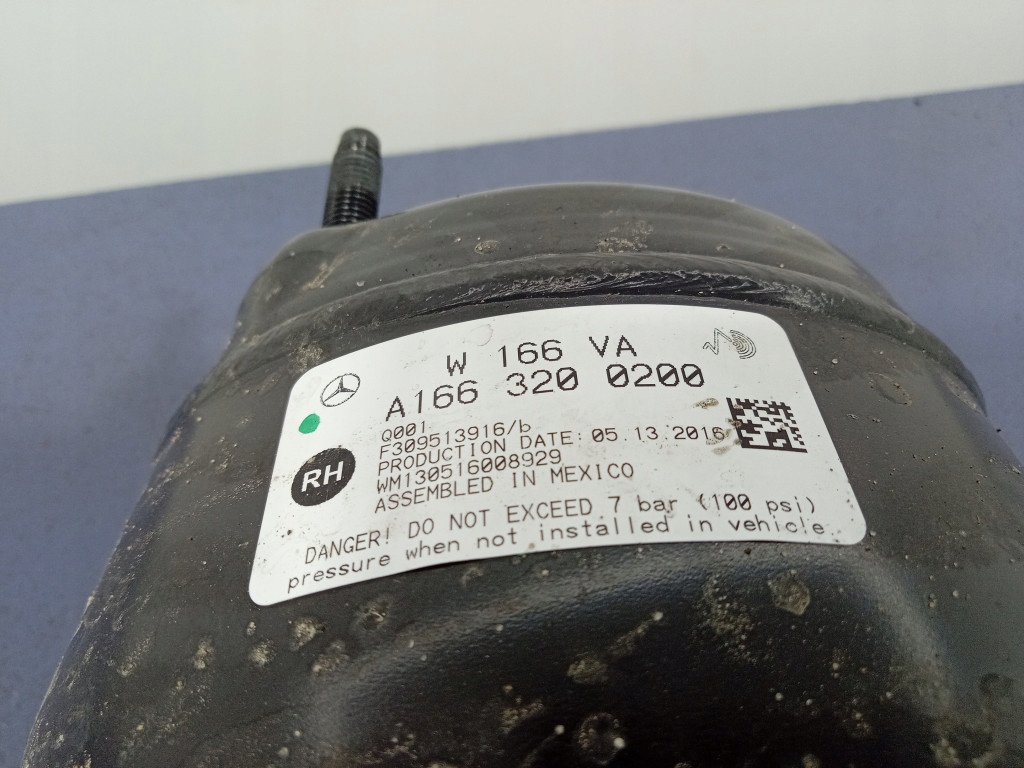 W 166 VA
A166 320 0200
Q001
F309513916/b
PRODUCTION DATE: 05.13.2016
WM130516008929
ASSEMBLED IN MEXICO
RH
DANGER! DO NOT EXCEED 7 bar (100 psi)
pressure when not installed in vehicle.